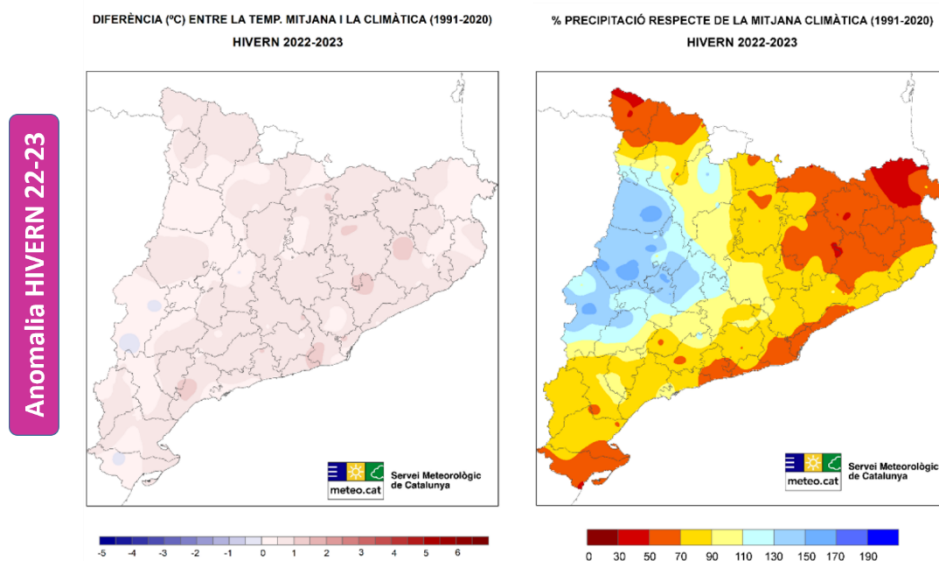 DIFERÈNCIA (ºC) ENTRE LA TEMP. MITJANA I LA CLIMÀTICA (1991-2020)
HIVERN 2022-2023
% PRECIPITACIÓ RESPECTE DE LA MITJANA CLIMÀTICA (1991-2020)
HIVERN 2022-2023
Anomalia HIVERN 22-23
meteo.cat
Servei Meteorològic
de Catalunya
meteo.cat
Servei Meteorològic
de Catalunya
-5 -4 -3 -2 -1 0 1 2 3 4 5 6
0 30 50 70 90 110 130 150 170 190